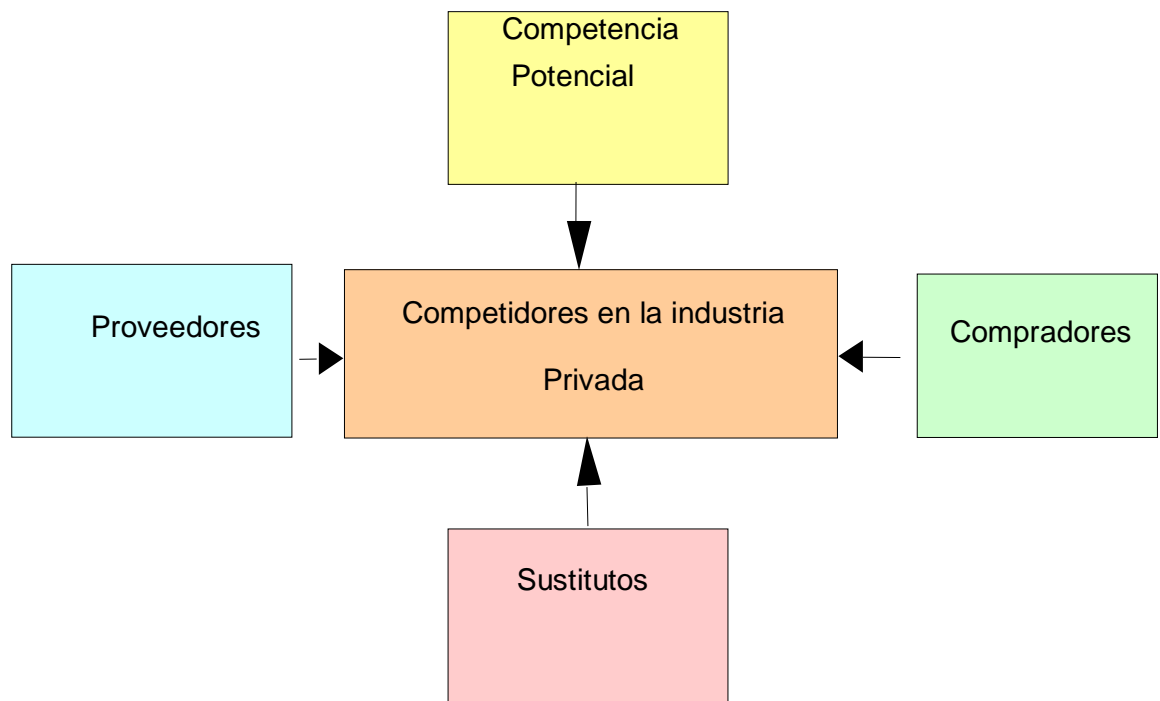 Competencia
Potencial
Proveedores
Competidores en la industria
Privada
Compradores
Sustitutos